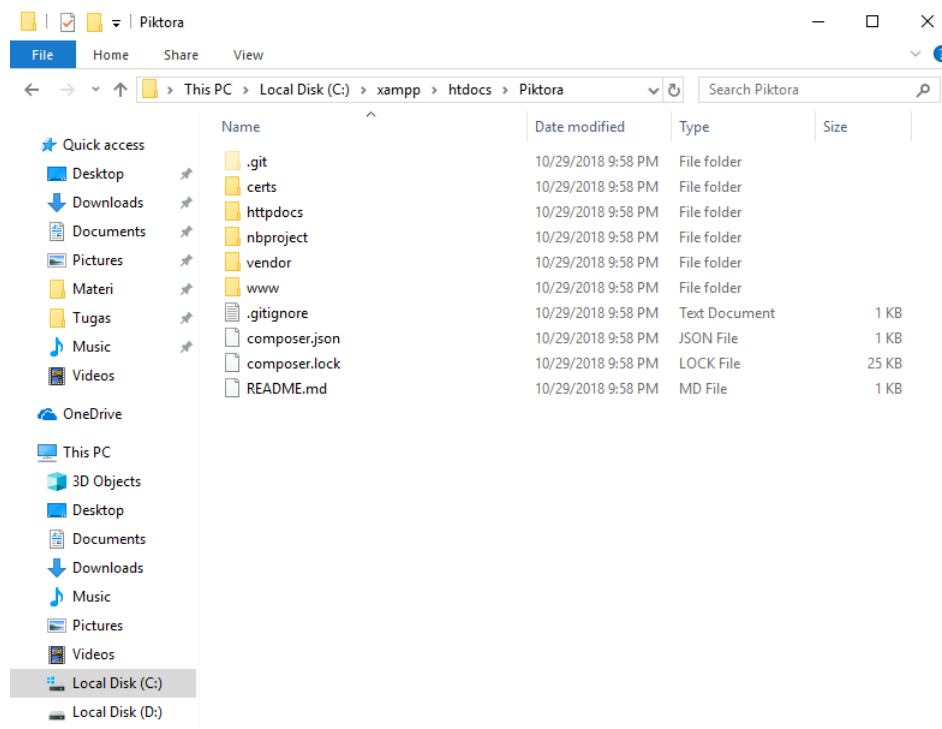 Piktora
File Home Share View
This PC Local Disk (C:) xampp htdocs Piktora Search Piktora
Name Date modified Type Size
Quick access
Desktop
Downloads
Documents
Pictures
Materi
Tugas
Music
Videos
OneDrive
This PC
3D Objects
Desktop
Documents
Downloads
Music
Pictures
Videos
Local Disk (C:)
Local Disk (D:)
.git 10/29/2018 9:58 PM File folder
certs 10/29/2018 9:58 PM File folder
httpdocs 10/29/2018 9:58 PM File folder
nbproject 10/29/2018 9:58 PM File folder
vendor 10/29/2018 9:58 PM File folder
www 10/29/2018 9:58 PM File folder
.gitignore 10/29/2018 9:58 PM Text Document 1 KB
composer.json 10/29/2018 9:58 PM JSON File 1 KB
composer.lock 10/29/2018 9:58 PM LOCK File 25 KB
README.md 10/29/2018 9:58 PM MD File 1 KB